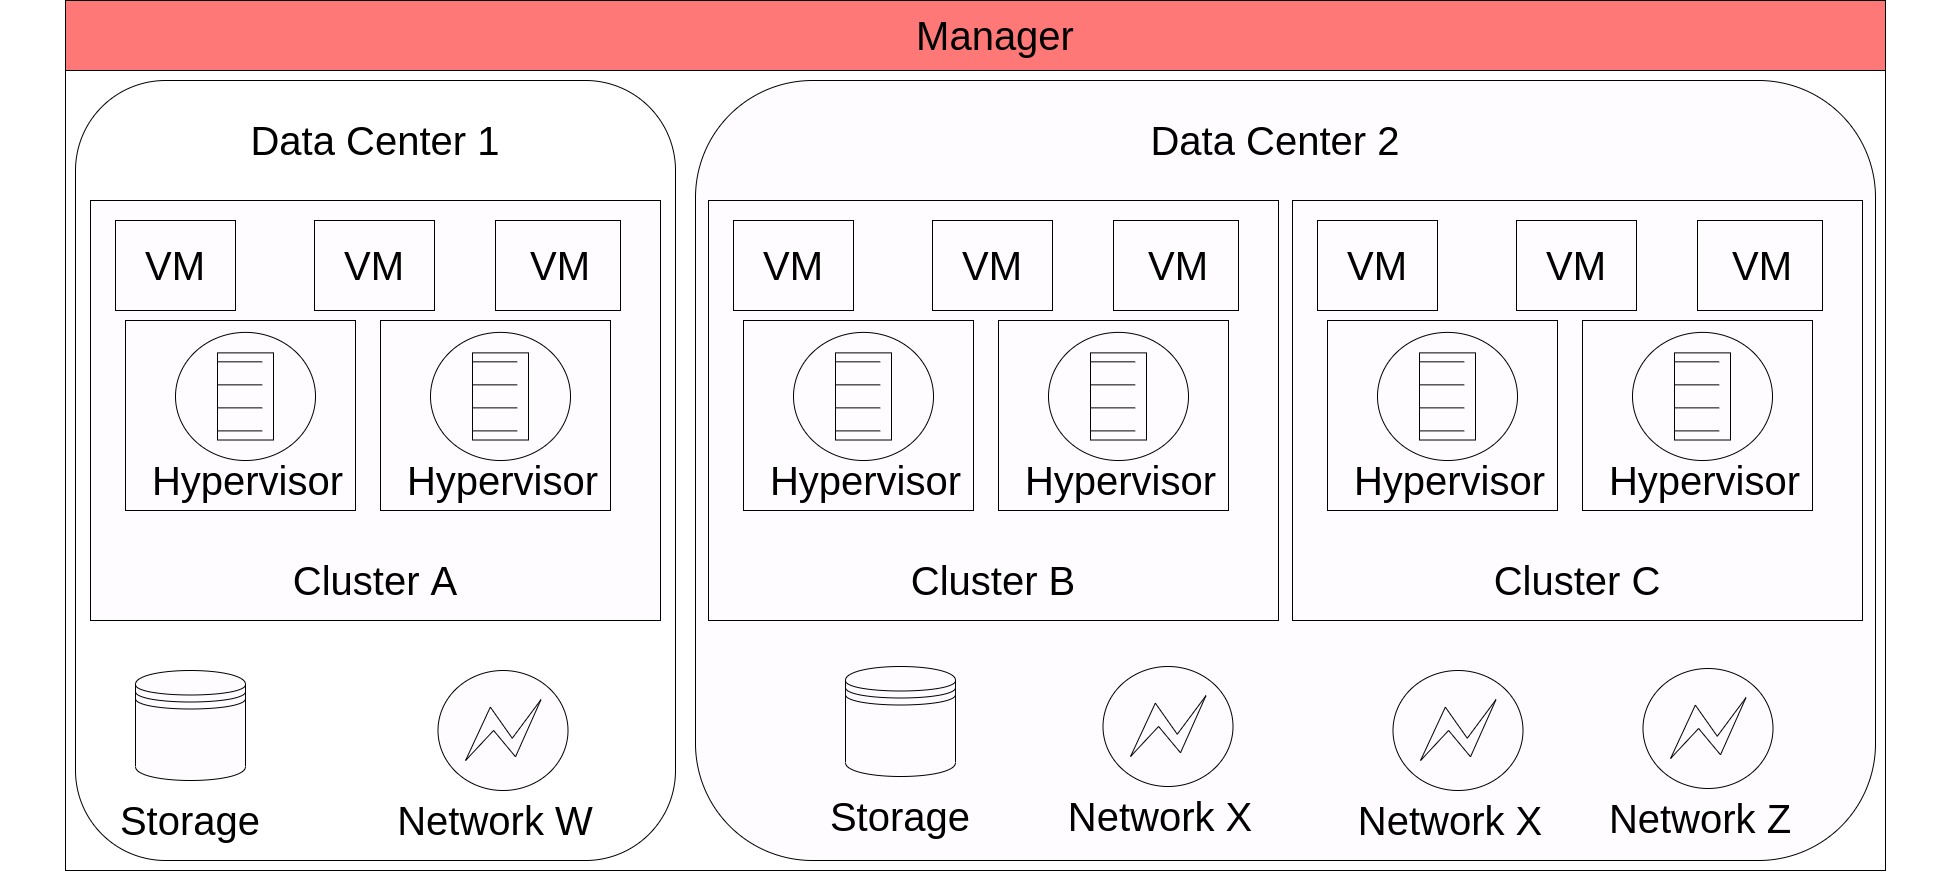 Manager
Data Center 1
VM VM VM
Hypervisor Hypervisor
Cluster A
Storage Network W
Data Center 2
VM VM VM
Hypervisor Hypervisor
Cluster B
VM VM VM
Hypervisor Hypervisor
Cluster C
Storage Network X Network X Network Z